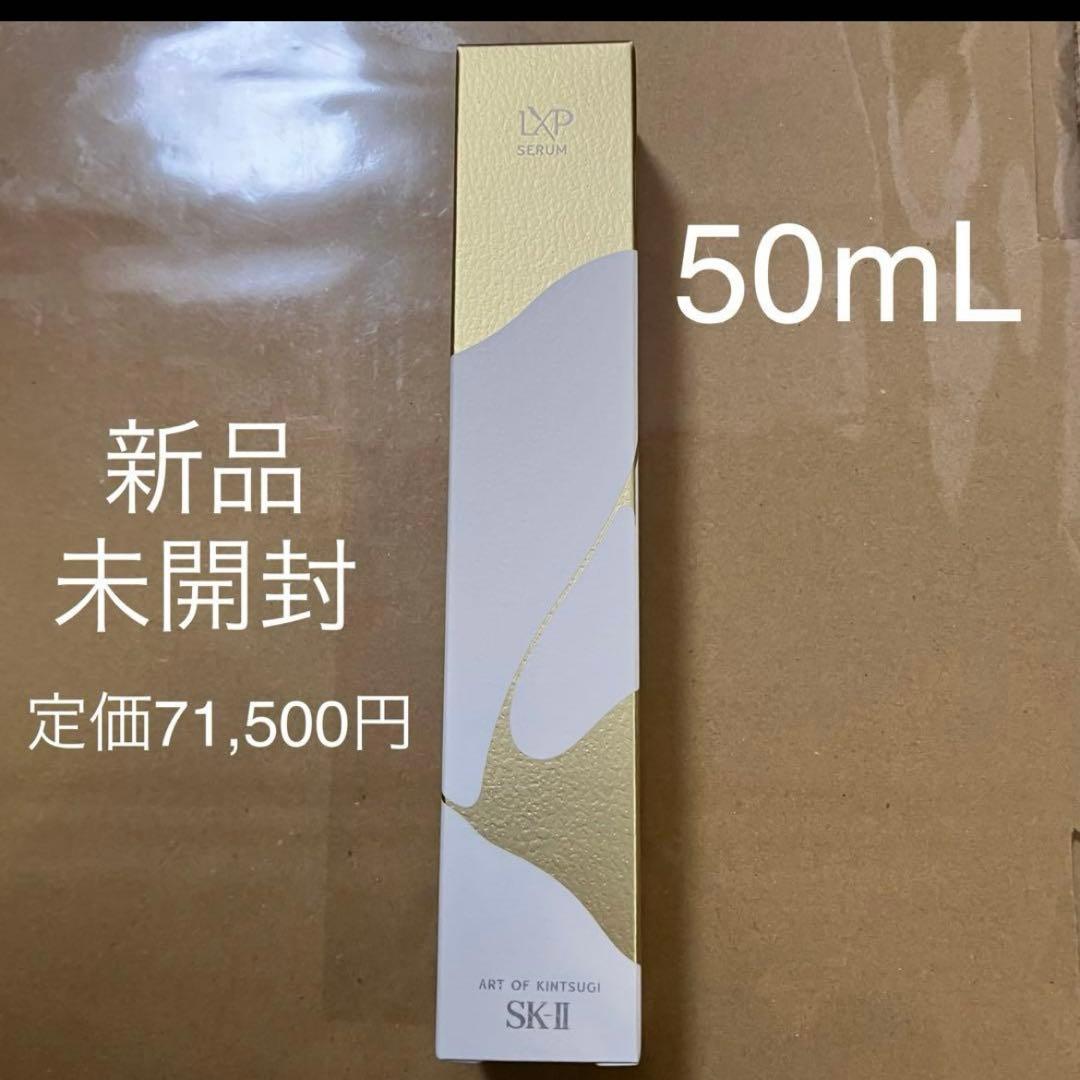 LXP
SERUM
50mL
新品
未開封
定価71,500円
ART OF KINTSUGI
SK-II